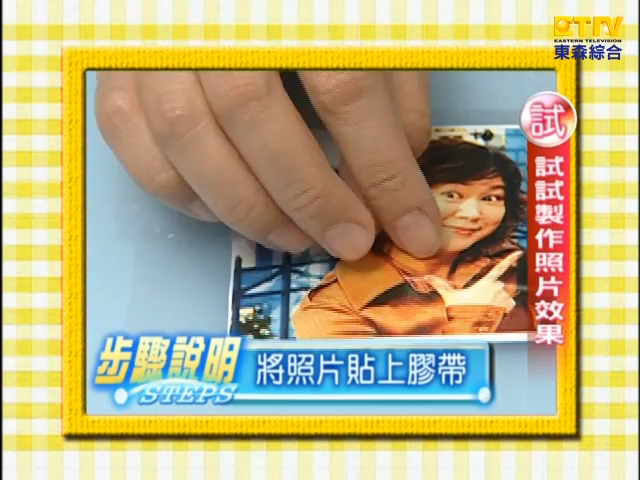 ETTV
EASTERN TELEVISION
東森綜合
試
試試製作照片效果
步驟說明
STEPS
將照片貼上膠帶